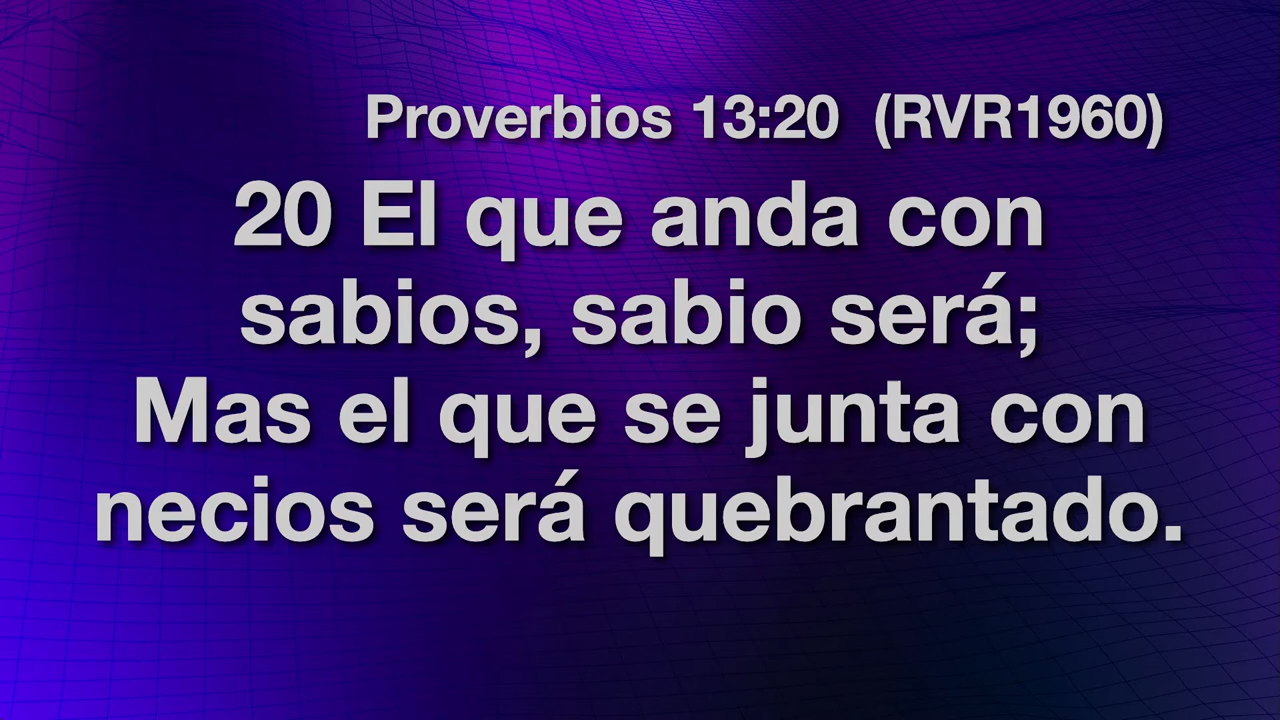 Proverbios 13:20 (RVR1960)
20 El que anda con
sabios, sabio será;
Mas el que se junta con
necios será quebrantado.